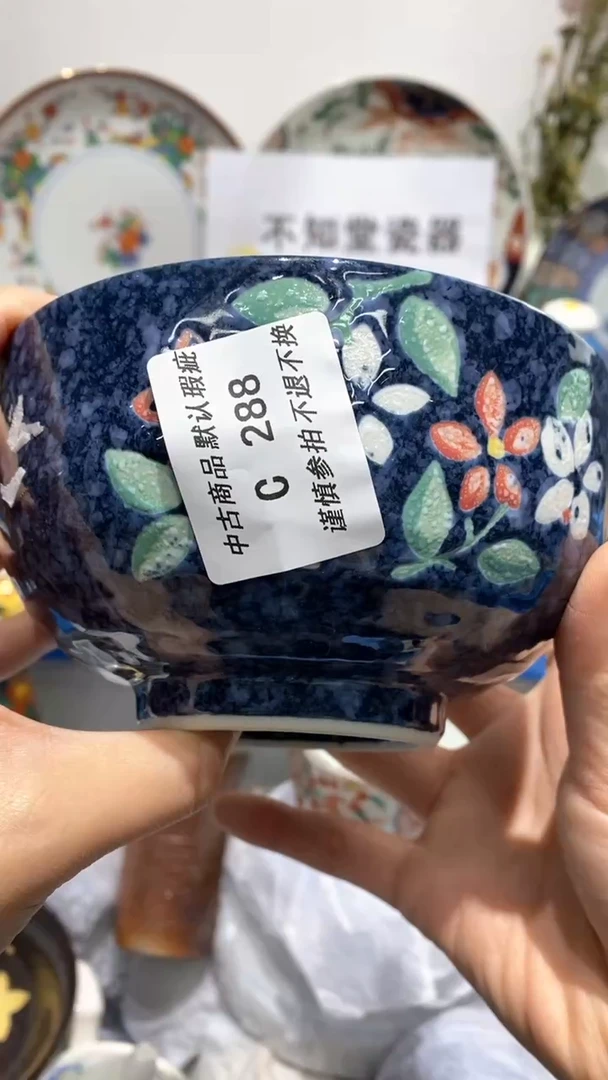 不知堂瓷器
中古商品默认瑕疵
C 288
谨慎参拍不退不换